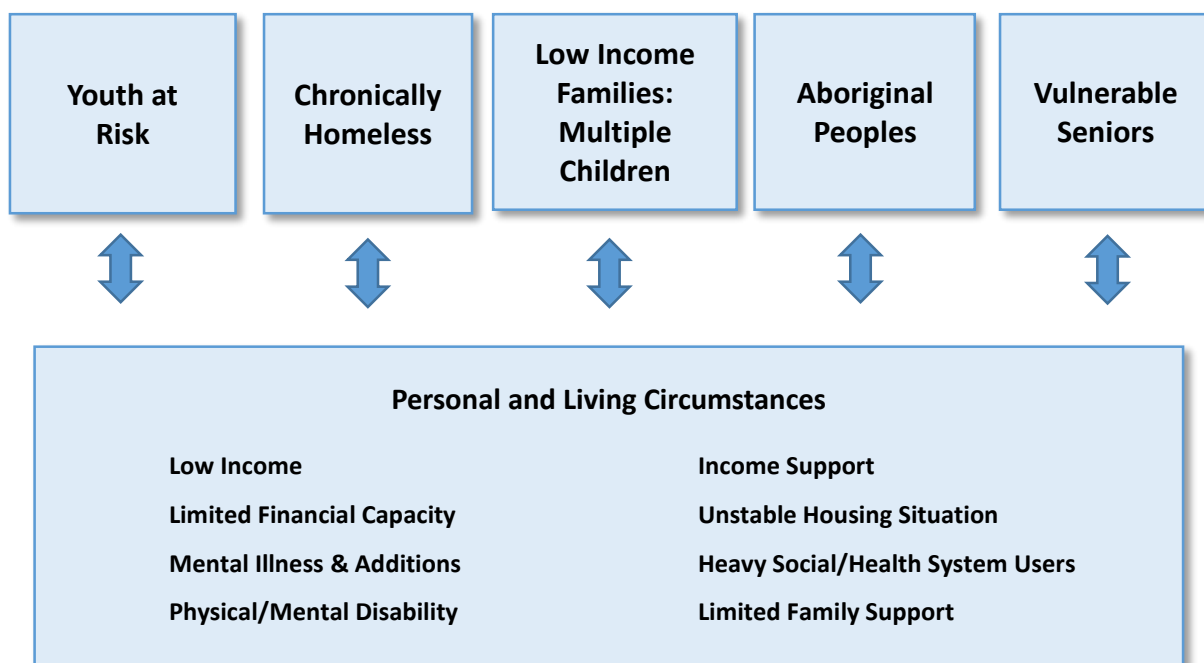 Youth at
Risk
Chronically
Homeless
Low Income
Families:
Multiple
Children
Aboriginal
Peoples
Vulnerable
Seniors
Personal and Living Circumstances
Low Income
Limited Financial Capacity
Mental Illness & Additions
Physical/Mental Disability
Income Support
Unstable Housing Situation
Heavy Social/Health System Users
Limited Family Support